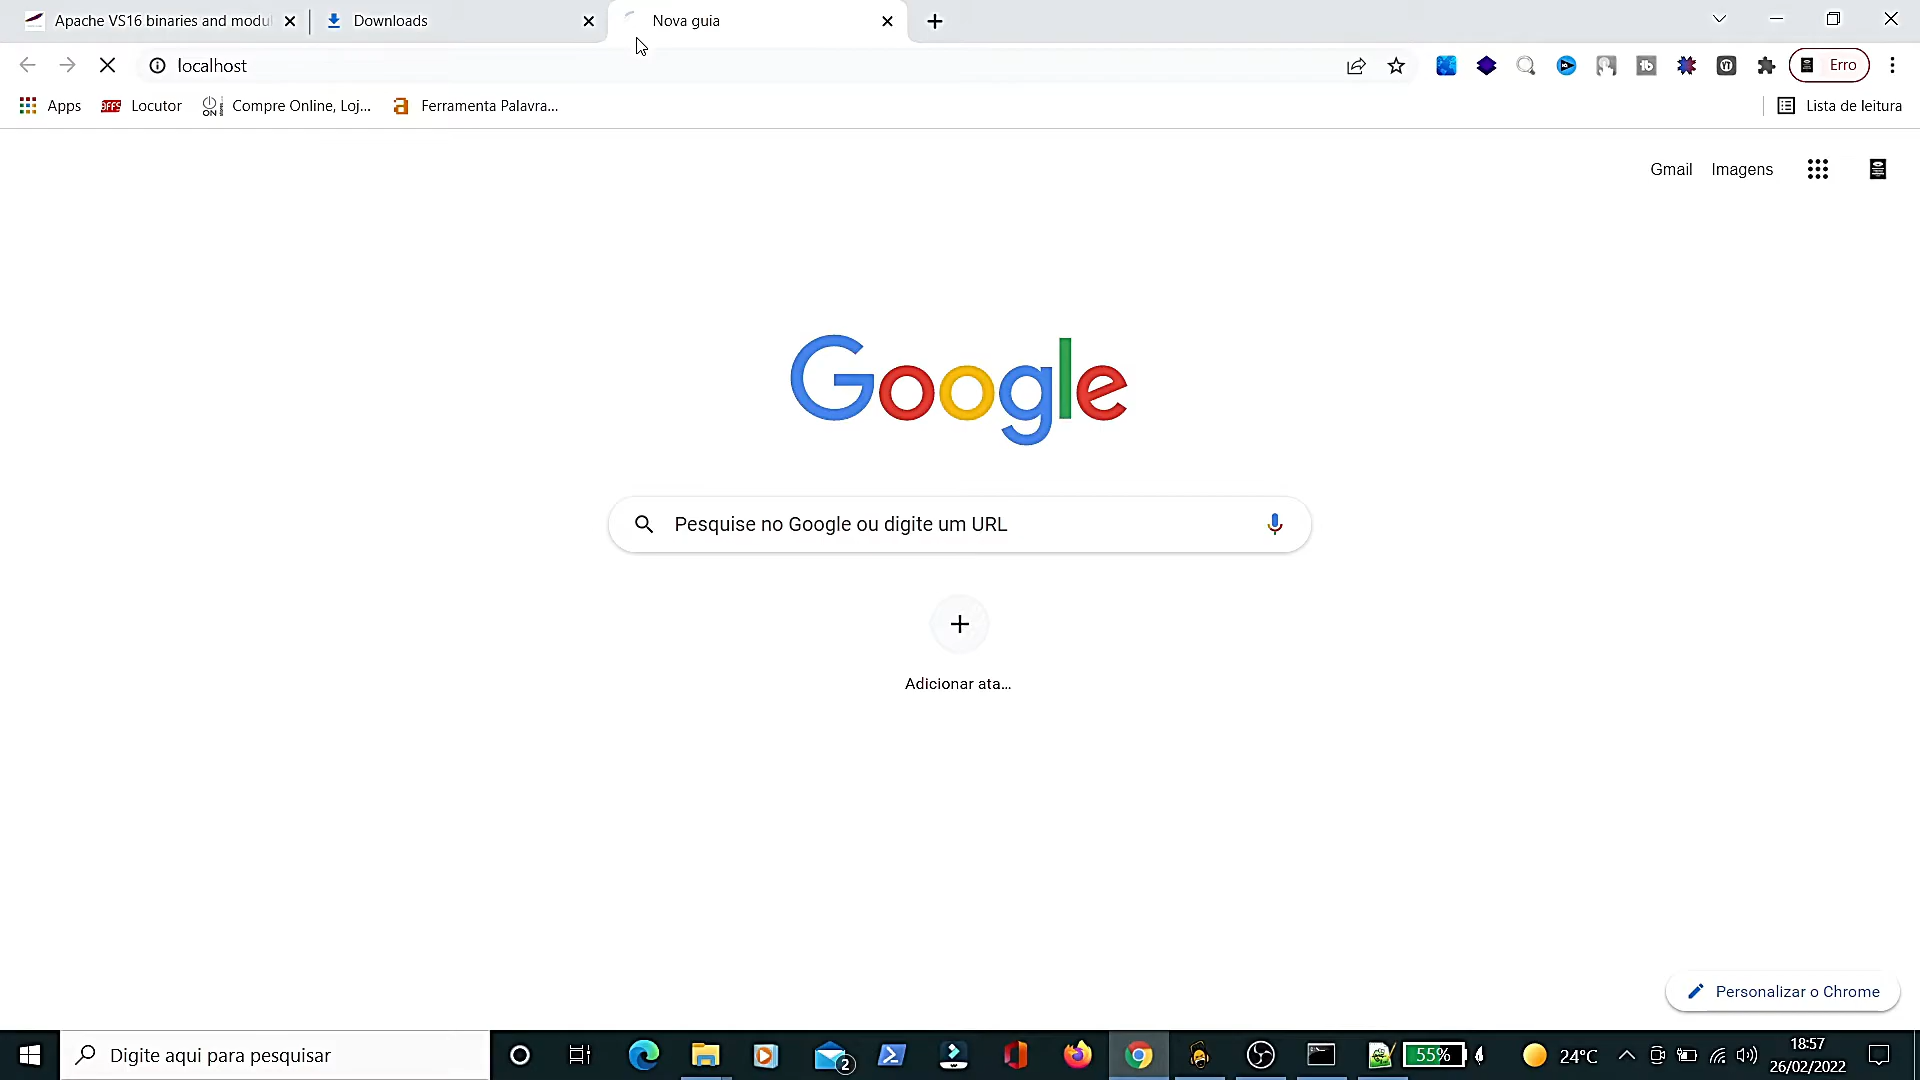 Apache VS16 binaries and modul
Downloads
Nova guia
localhost
Erro
Apps
Locutor
Compre Online, Loj...
Ferramenta Palavra...
Lista de leitura
Gmail
Imagens
Google
Pesquise no Google ou digite um URL
Adicionar ata...
Personalizar o Chrome
Digite aqui para pesquisar
2
55%
24°C
18:57
26/02/2022